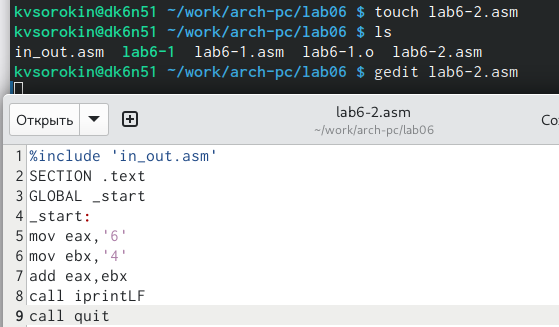 kvsorokin@dk6n51 ~/work/arch-pc/lab06 $ touch lab6-2.asm
kvsorokin@dk6n51 ~/work/arch-pc/lab06 $ ls
in_out.asm lab6-1 lab6-1.asm lab6-1.o lab6-2.asm
kvsorokin@dk6n51 ~/work/arch-pc/lab06 $ gedit lab6-2.asm
Открыть
lab6-2.asm
~/work/arch-pc/lab06
Со
1 %include 'in_out.asm'
2 SECTION .text
3 GLOBAL _start
4 _start:
5 mov eax,'6'
6 mov ebx,'4'
7 add eax,ebx
8 call iprintLF
9 call quit